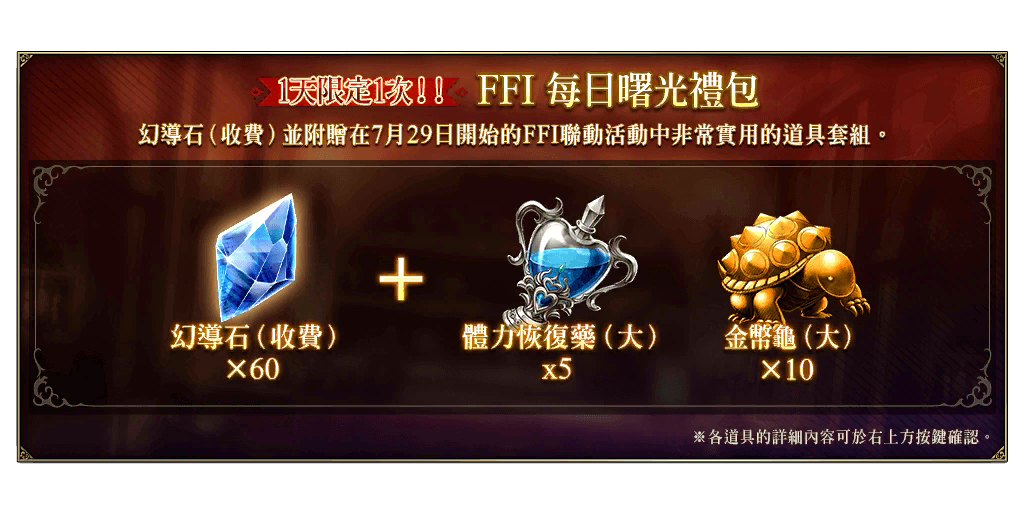 1天限定1次!! FFI 每日曙光禮包
幻導石(收費)並附贈在7月29日開始的FFI聯動活動中非常實用的道具套組。
幻導石(收費) 體力恢復藥(大) 金幣龜(大)
×60 x5 ×10
※各道具的詳細內容可於右上方按鍵確認。